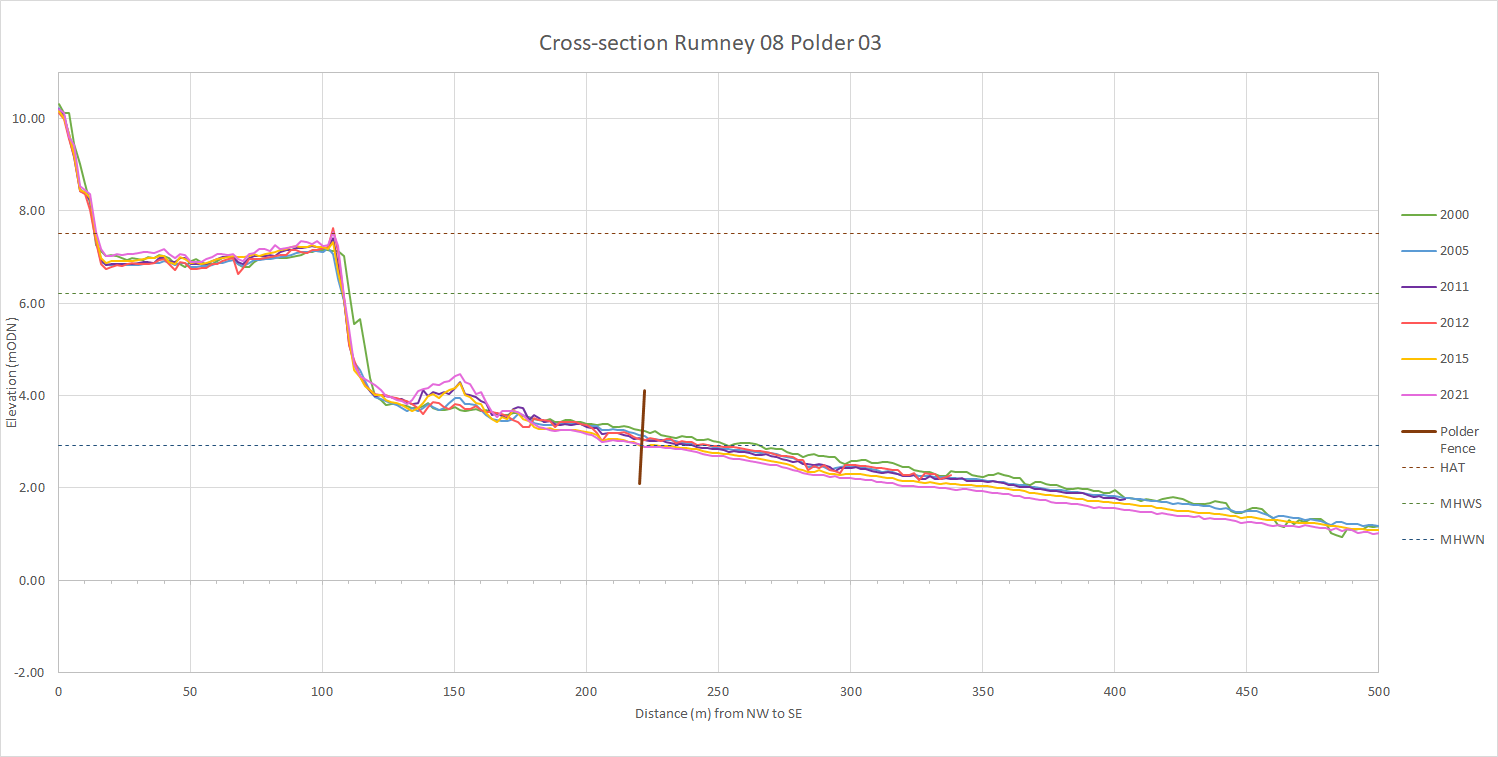 Cross-section Rumney 08 Polder 03
10.00
8.00
6.00
4.00
2.00
0.00
-2.00
Elevation (mODN)
0 50 100 150 200 250 300 350 400 450 500
Distance (m) from NW to SE
2000
2005
2011
2012
2015
2021
Polder
Fence
HAT
MHWS
MHWN